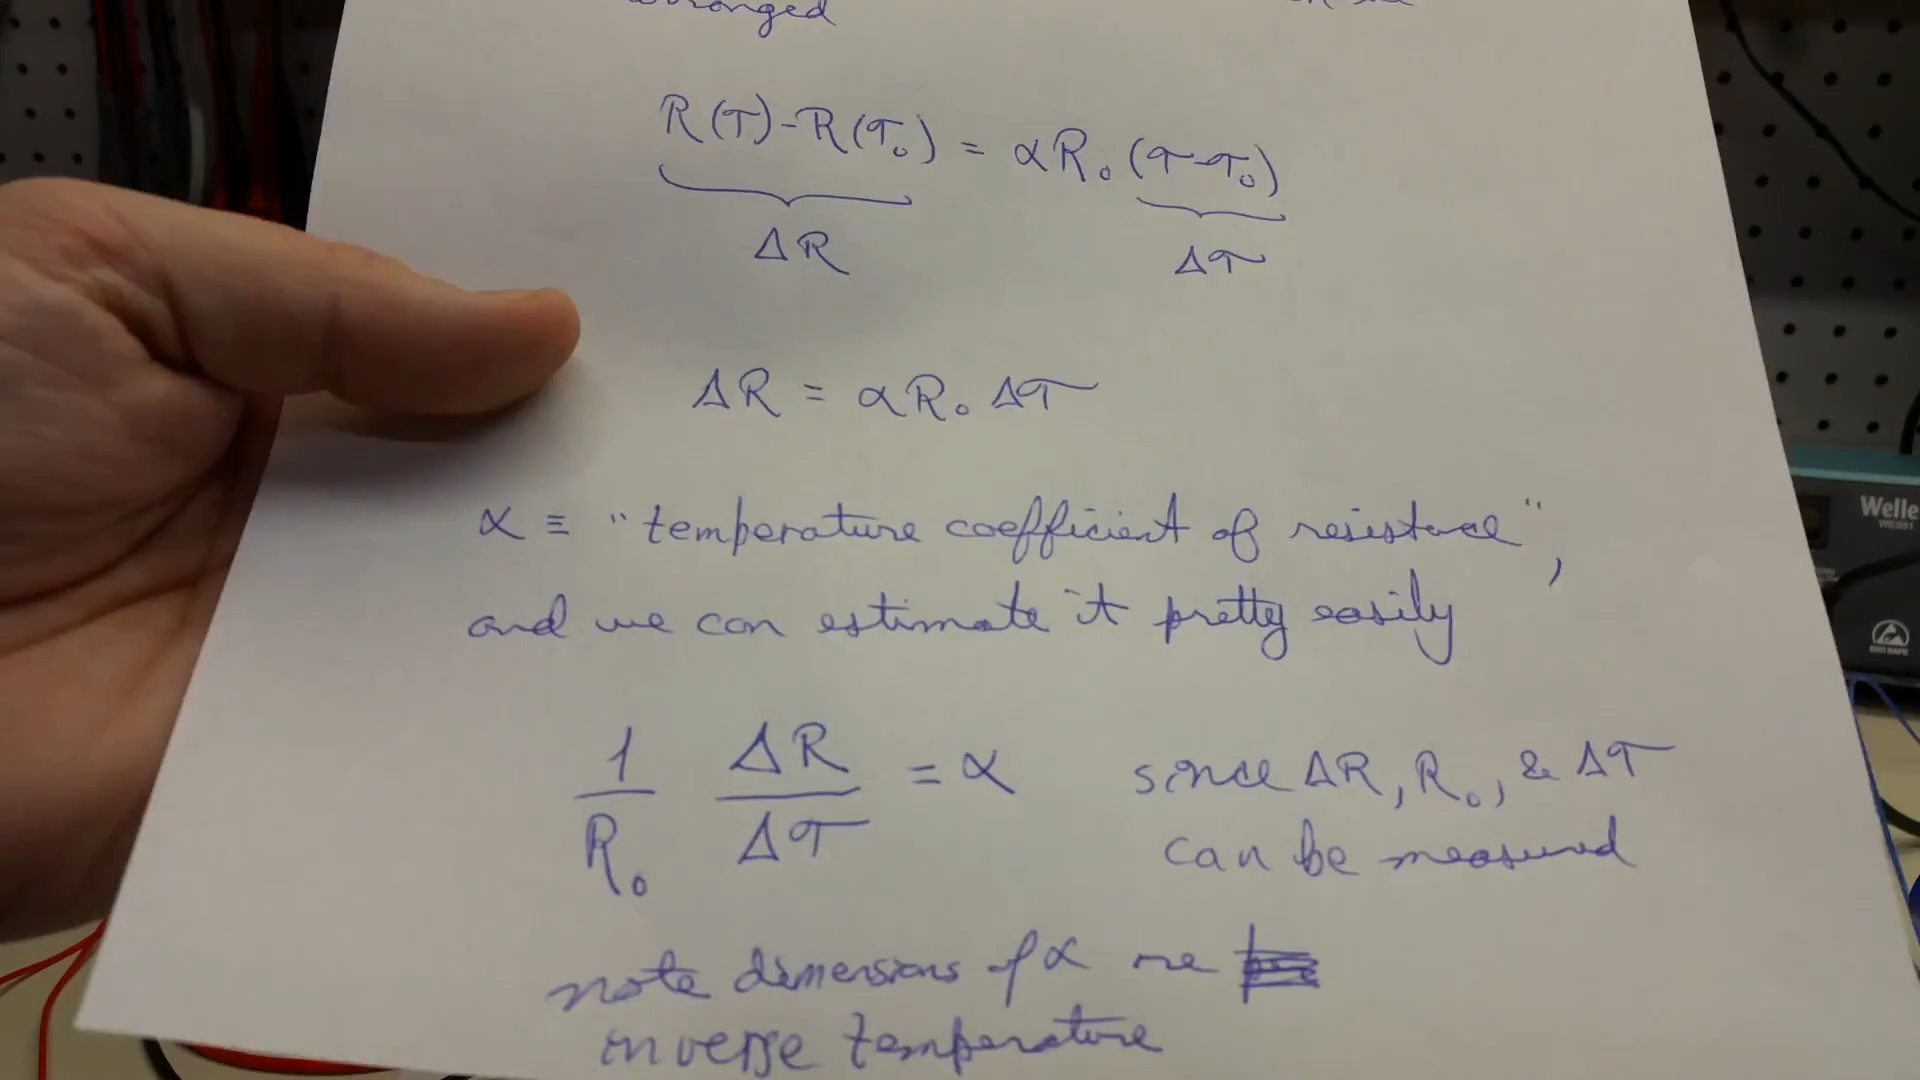 R(T)-R(T₀) = αR₀(T-T₀)
ΔR ΔT
ΔR = αR₀ΔT
α ≡ "temperature coefficient of resistance",
and we can estimate it pretty easily
1/R₀ ΔR/ΔT = α since ΔR, R₀, & ΔT
can be measured
note dimensions of α are
inverse temperature
Welle